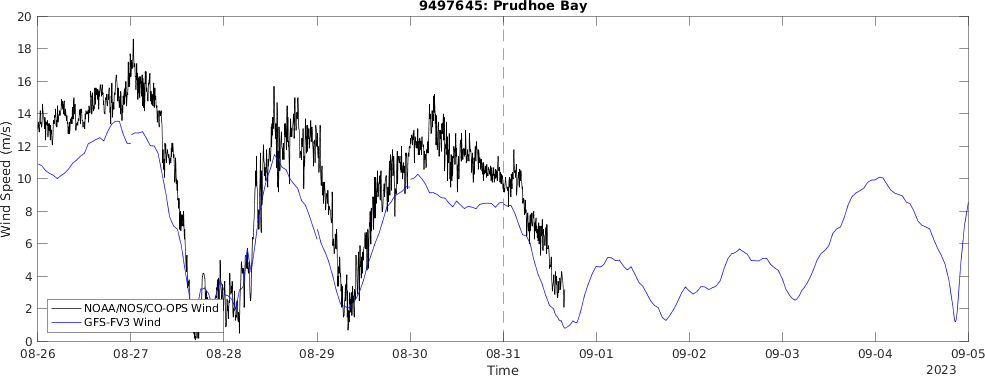 9497645: Prudhoe Bay
Wind Speed (m/s)
20
18
16
14
12
10
8
6
4
2
0
NOAA/NOS/CO-OPS Wind
GFS-FV3 Wind
08-26 08-27 08-28 08-29 08-30 08-31 09-01 09-02 09-03 09-04 09-05
Time
2023